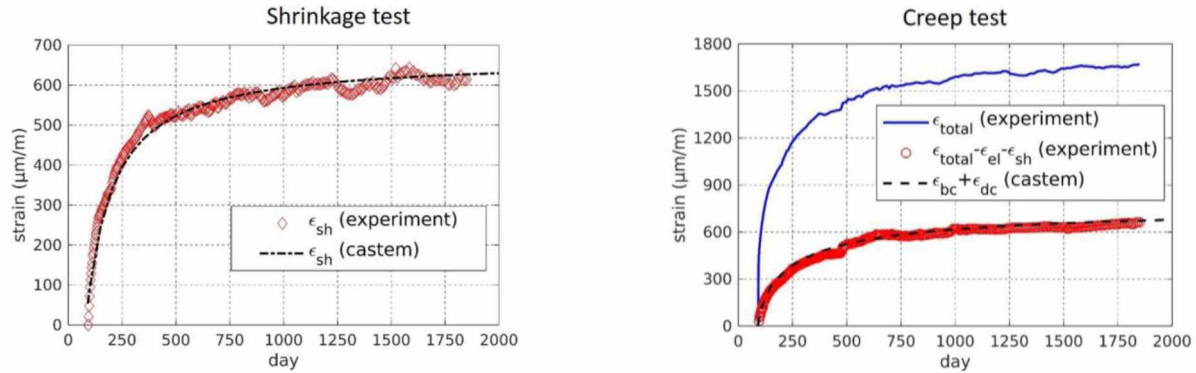 Shrinkage test
strain (μm/m)
700
600
500
400
300
200
100
0
ϵsh (experiment)
ϵsh (castem)
0 250 500 750 1000 1250 1500 1750 2000
day
Creep test
strain (μm/m)
1800
1500
1200
900
600
300
0
ϵtotal (experiment)
ϵtotal-ϵel-ϵsh (experiment)
ϵbc+ϵdc (castem)
0 250 500 750 1000 1250 1500 1750 2000
day